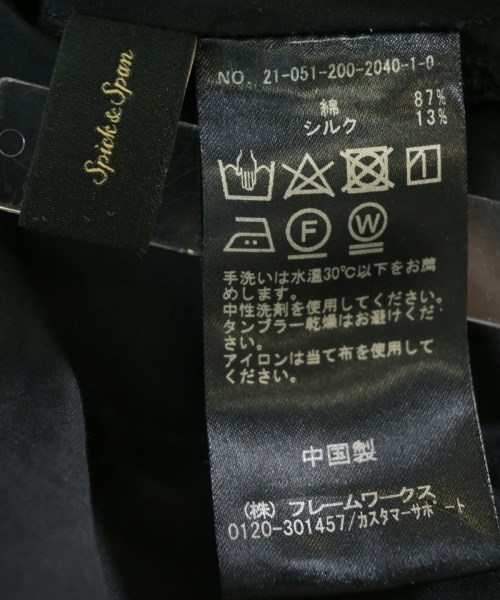 Spick & Span
NO. 21-051-200-2040-1-0
綿 87%
シルク 13%
F
W
手洗いは水温30℃以下をお薦
めします。
中性洗剤を使用してください。
タンブラー乾燥はお避けくだ
さい。
アイロンは当て布を使用して
ください。
中国製
(株)フレームワークス
0120-301457/カスタマーサポート